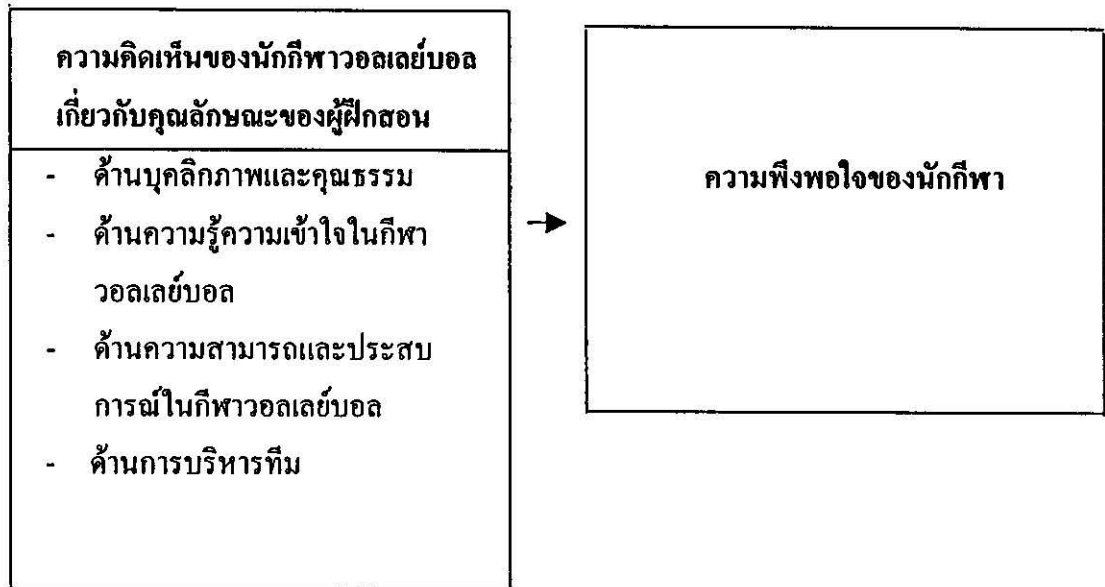 ความคิดเห็นของนักกีฬาวอลเลย์บอล
เกี่ยวกับคุณลักษณะของผู้ฝึกสอน
- ด้านบุคลิกภาพและคุณธรรม
- ด้านความรู้ความเข้าใจในกีฬา
วอลเลย์บอล
- ด้านความสามารถและประสบ
การณ์ในกีฬาวอลเลย์บอล
- ด้านการบริหารทีม
ความพึงพอใจของนักกีฬา